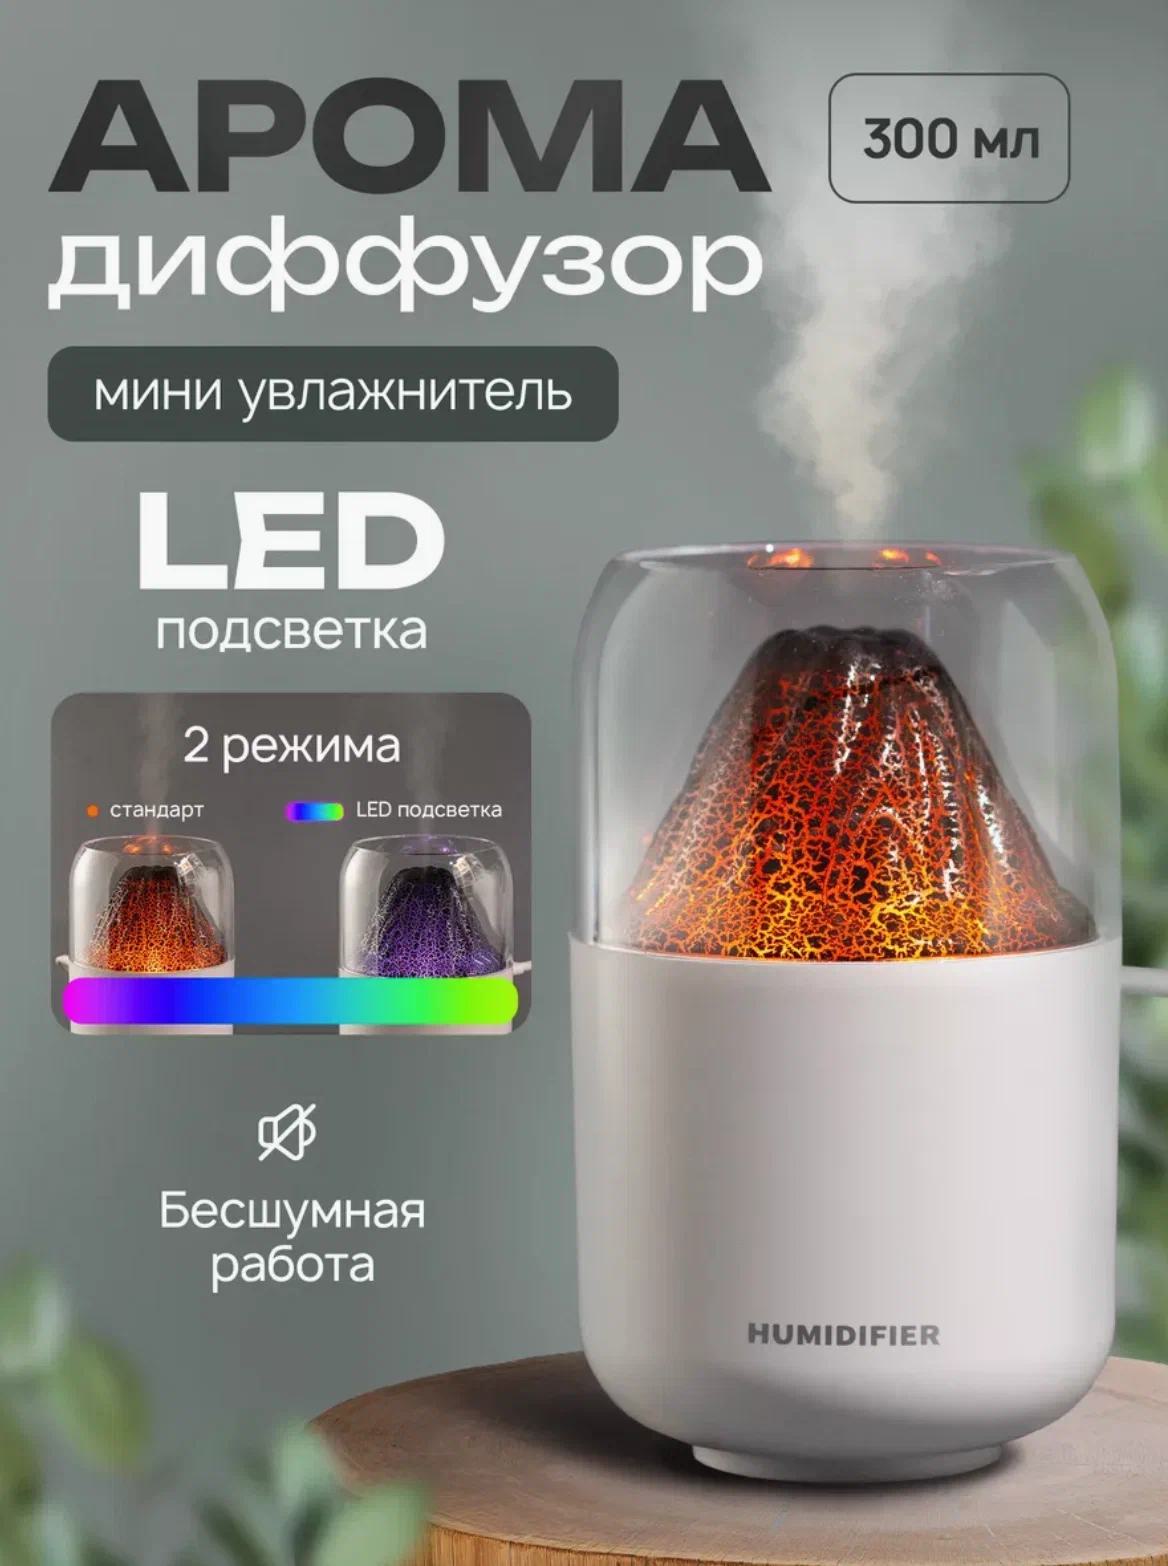 АРОМА
диффузор
300 мл
мини увлажнитель
LED
подсветка
2 режима
стандарт
LED подсветка
Бесшумная
работа
HUMIDIFIER